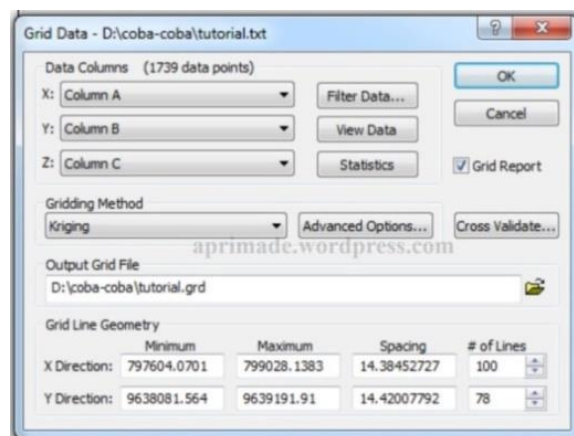 Grid Data - D:\coba-coba\tutorial.txt
Data Columns (1739 data points)
X: Column A Filter Data... OK
Y: Column B View Data Cancel
Z: Column C Statistics Grid Report
Gridding Method
Kriging Advanced Options... Cross Validate...
aprimade.wordpress.com
Output Grid File
D:\coba-coba\tutorial.grd
Grid Line Geometry
Minimum Maximum Spacing # of Lines
X Direction: 797604.0701 799028.1383 14.38452727 100
Y Direction: 9638081.564 9639191.91 14.42007792 78